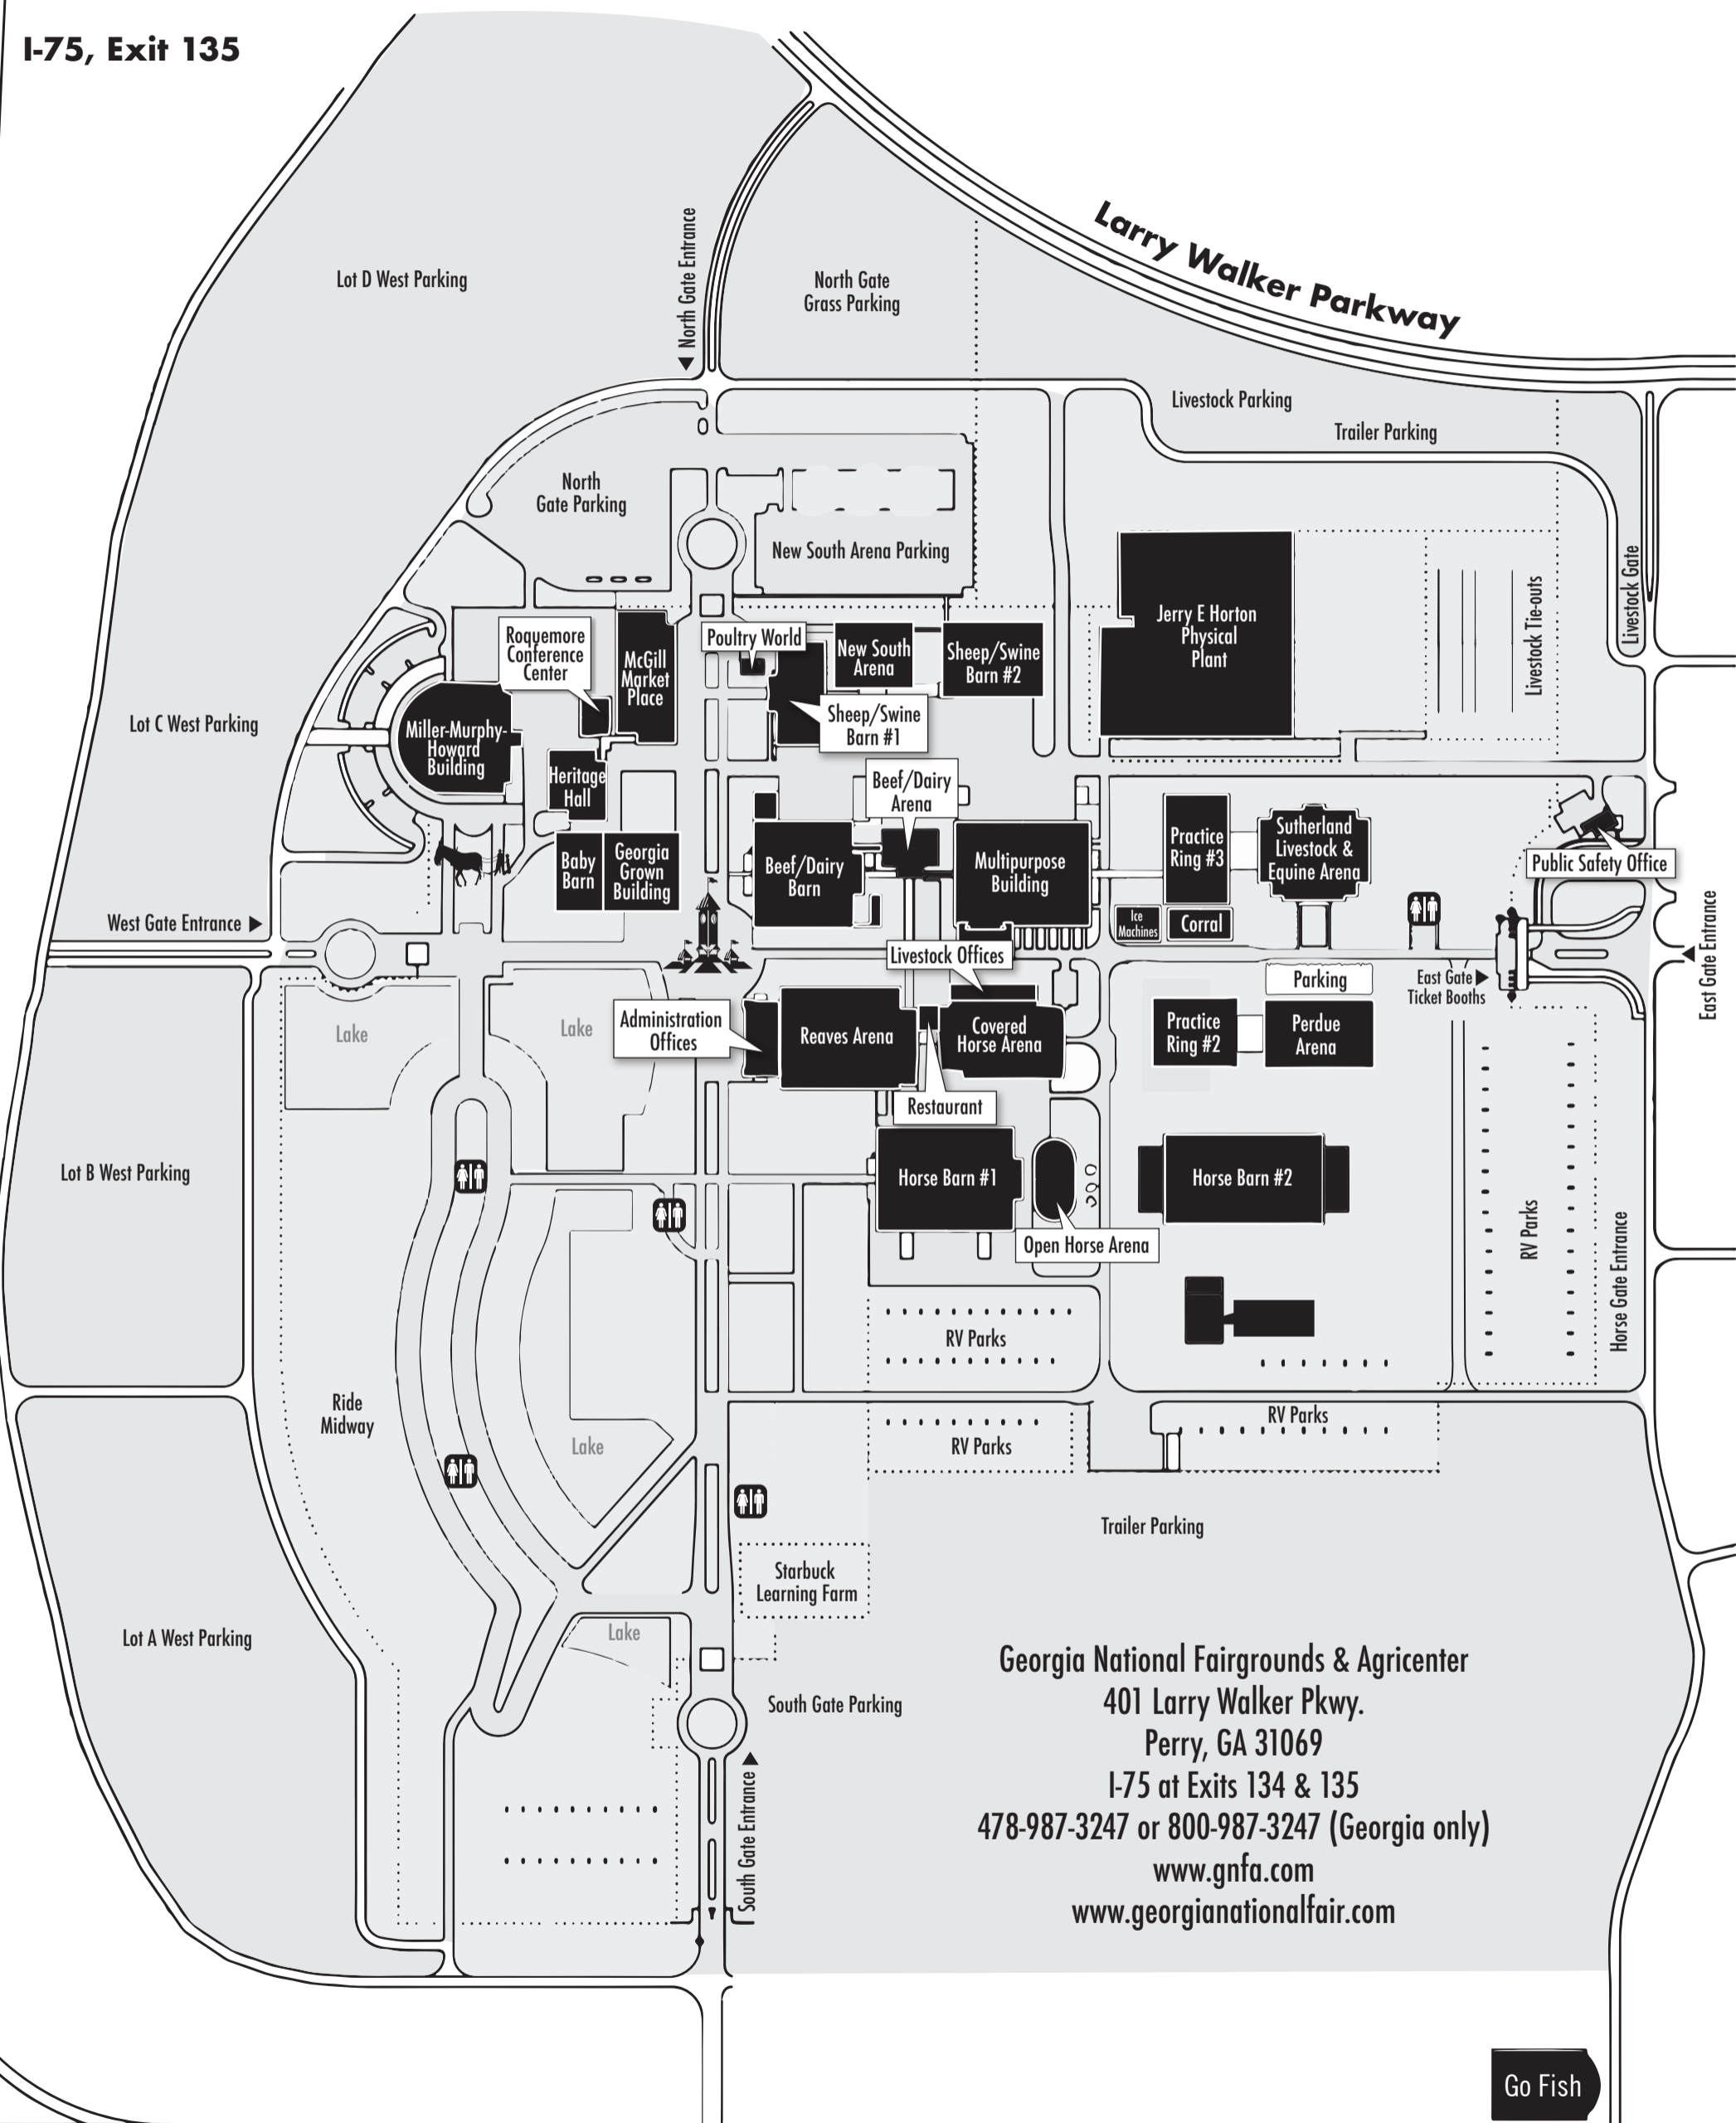 I-75, Exit 135
Larry Walker Parkway
Lot D West Parking
North Gate Entrance
North Gate
Grass Parking
Livestock Parking
Trailer Parking
North
Gate Parking
New South Arena Parking
Livestock Gate
Livestock Tie-outs
Jerry E Horton
Physical
Plant
Roquemore
Conference
Center
McGill
Market
Place
Poultry World
New South
Arena
Sheep/Swine
Barn #2
Sheep/Swine
Barn #1
Lot C West Parking
Miller-Murphy-
Howard
Building
Heritage
Hall
Beef/Dairy
Arena
Baby
Barn
Georgia
Grown
Building
Beef/Dairy
Barn
Multipurpose
Building
Practice
Ring #3
Sutherland
Livestock &
Equine Arena
Public Safety Office
West Gate Entrance
Ice
Machines
Corral
East Gate Entrance
Livestock Offices
East Gate
Ticket Booths
Parking
Lake
Lake
Administration
Offices
Reaves Arena
Covered
Horse Arena
Practice
Ring #2
Perdue
Arena
Restaurant
Lot B West Parking
Horse Barn #1
Horse Barn #2
Open Horse Arena
RV Parks
Horse Gate Entrance
RV Parks
Ride
Midway
Lake
RV Parks
RV Parks
Trailer Parking
Starbuck
Learning Farm
Lot A West Parking
Lake
South Gate Parking
South Gate Entrance
Georgia National Fairgrounds & Agricenter
401 Larry Walker Pkwy.
Perry, GA 31069
I-75 at Exits 134 & 135
478-987-3247 or 800-987-3247 (Georgia only)
www.gnfa.com
www.georgianationalfair.com
Go Fish